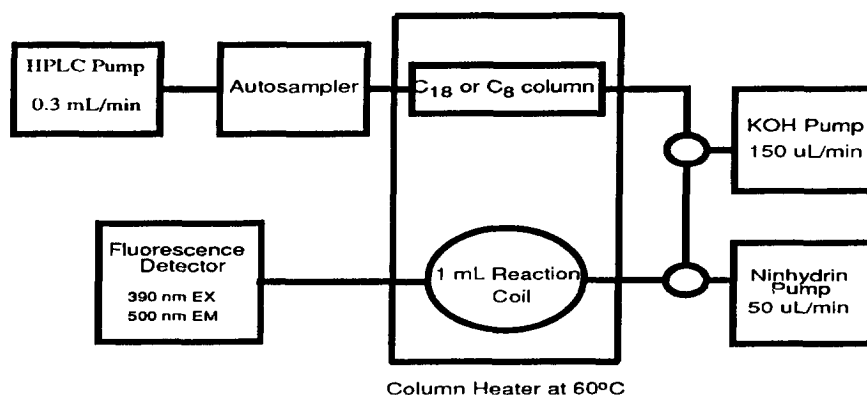 HPLC Pump
0.3 mL/min
Autosampler
C18 or C8 column
KOH Pump
150 uL/min
Fluorescence
Detector
390 nm EX
500 nm EM
1 mL Reaction
Coil
Ninhydrin
Pump
50 uL/min
Column Heater at 60ºC